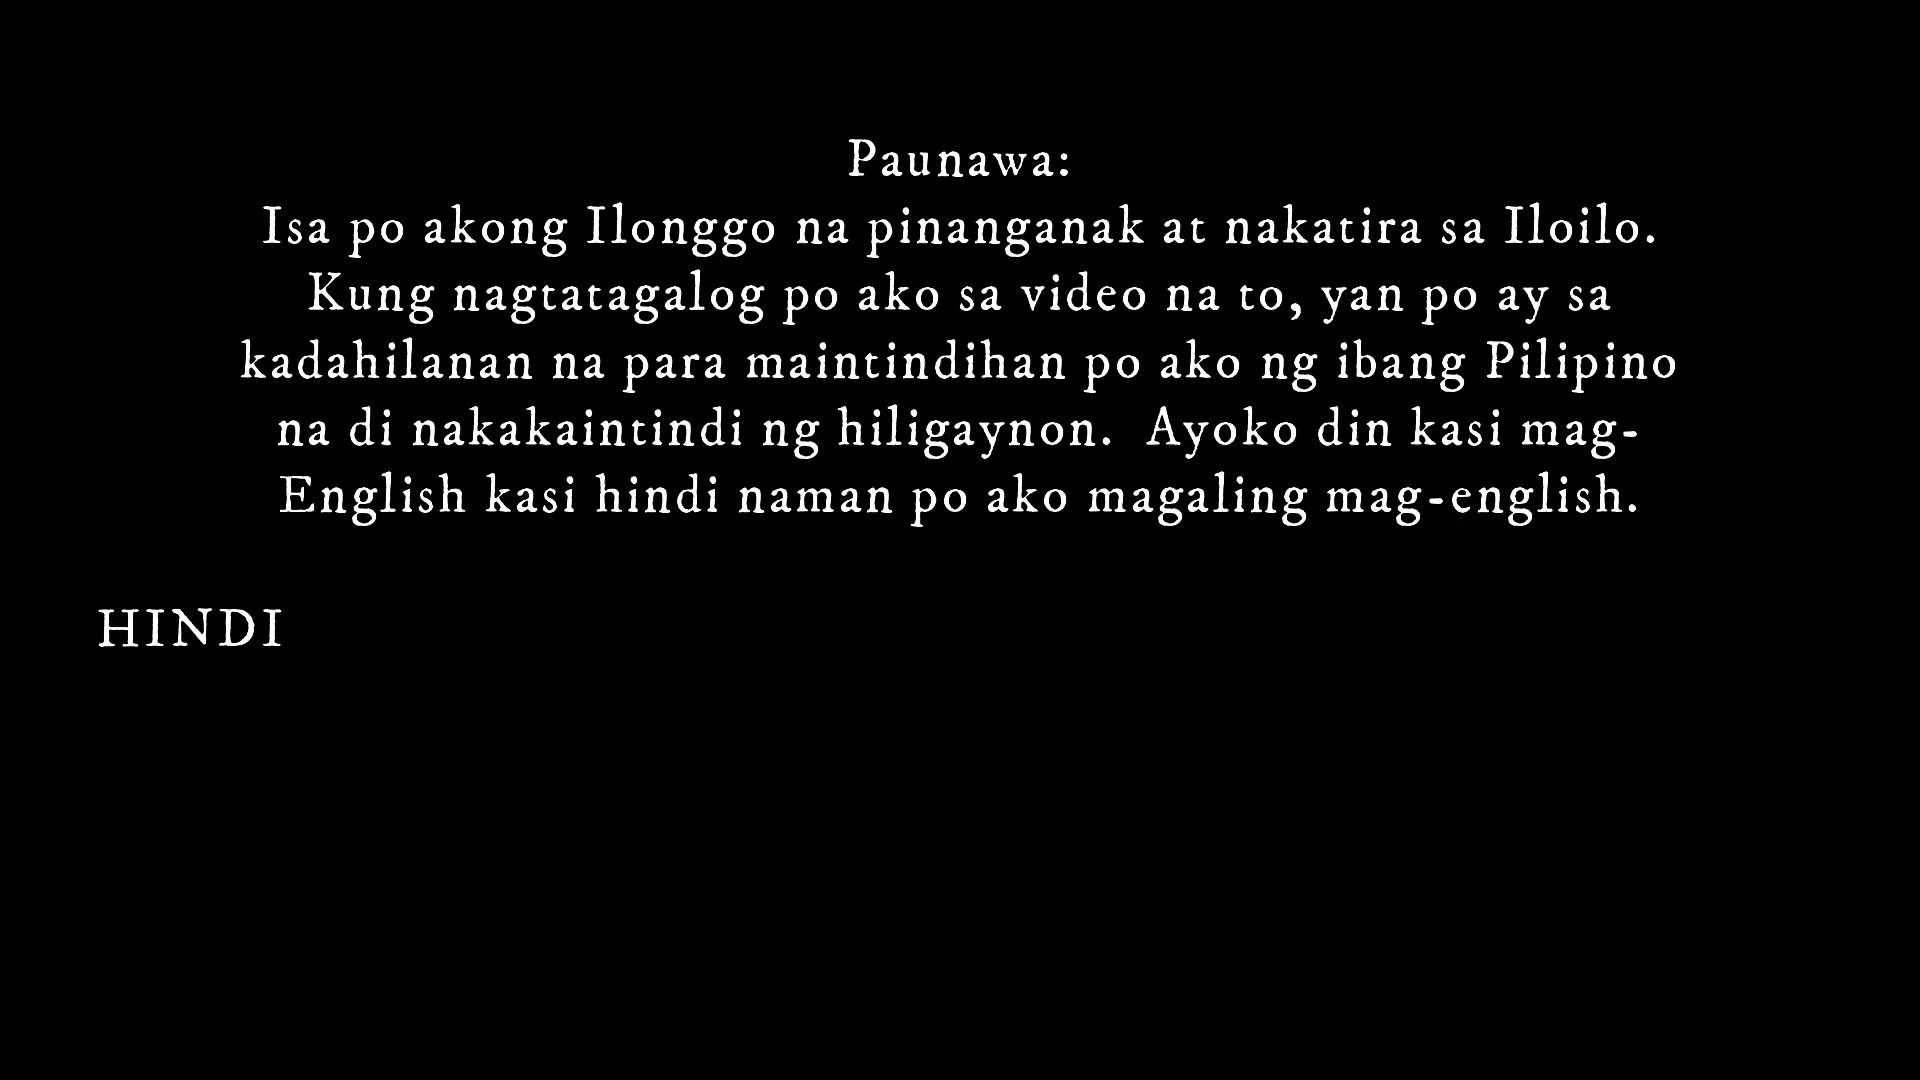 Paunawa:
Isa po akong Ilonggo na pinanganak at nakatira sa Iloilo.
Kung nagtatagalog po ako sa video na to, yan po ay sa
kadahilanan na para maintindihan po ako ng ibang Pilipino
na di nakakaintindi ng hiligaynon.  Ayoko din kasi mag-
English kasi hindi naman po ako magaling mag-english.
HINDI